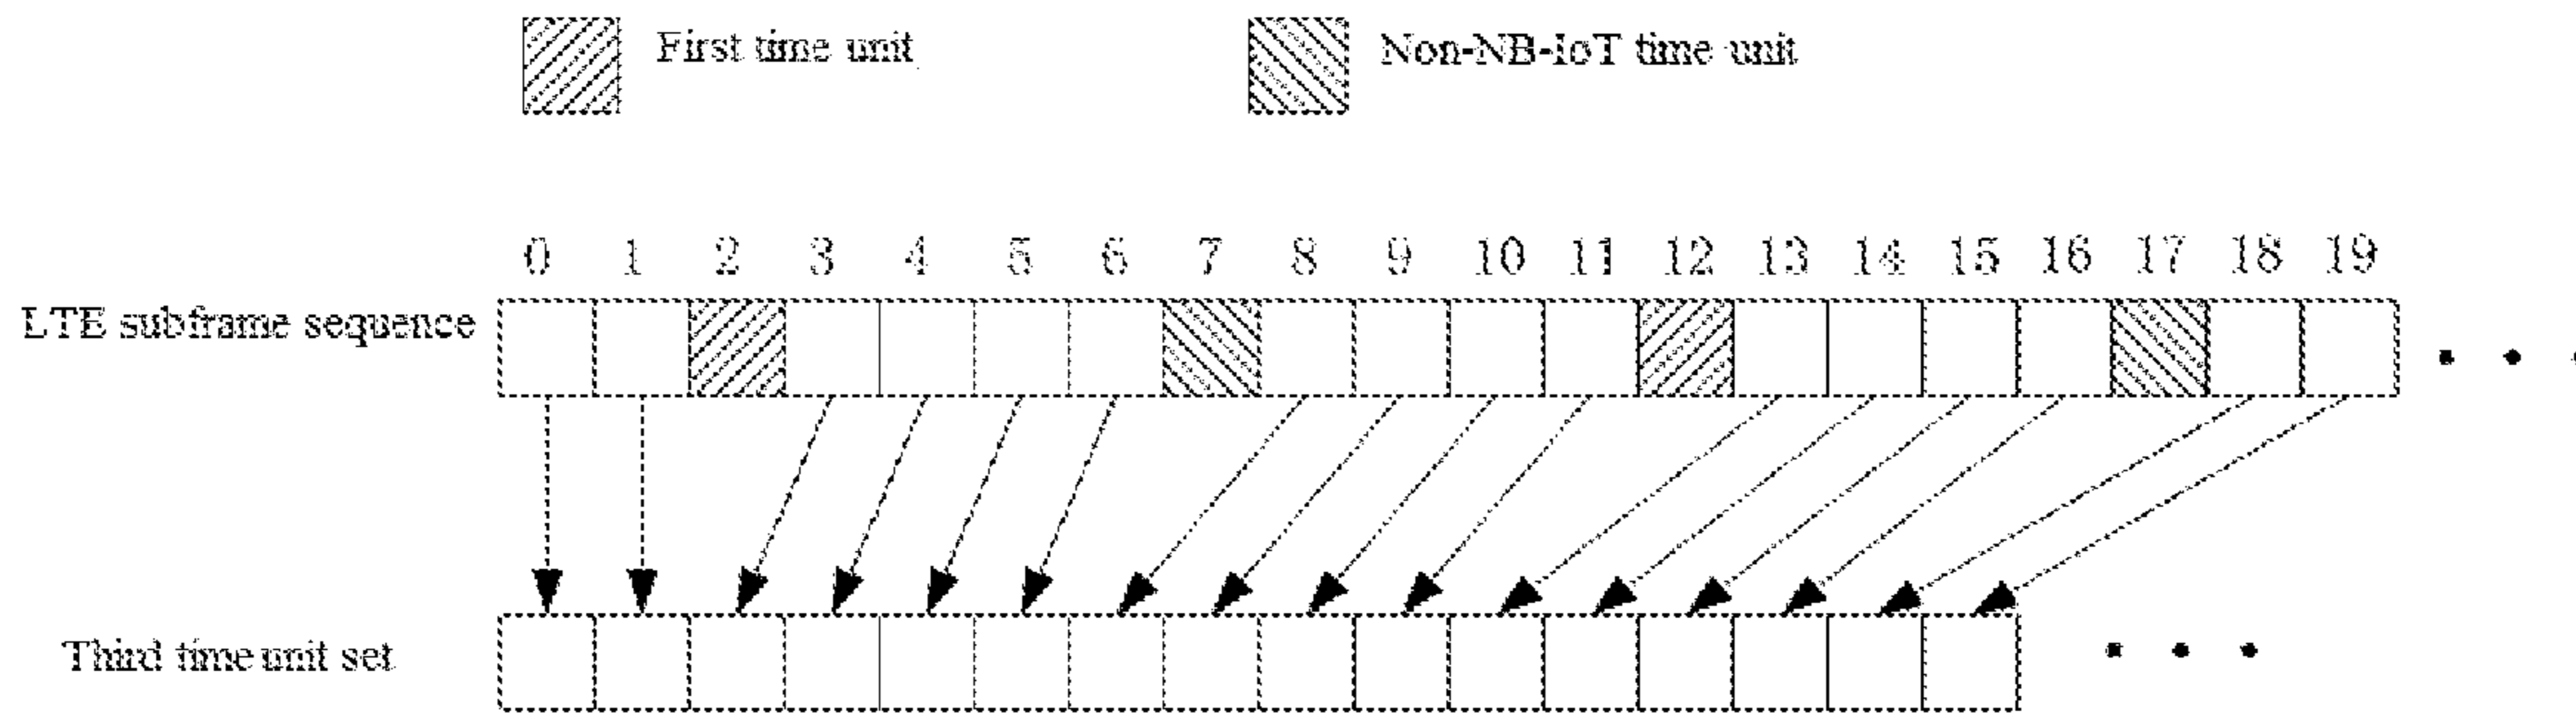 First time unit
Non-NB-IoT time unit
0 1 2 3 4 5 6 7 8 9 10 11 12 13 14 15 16 17 18 19
LTE subframe sequence
Third time unit set